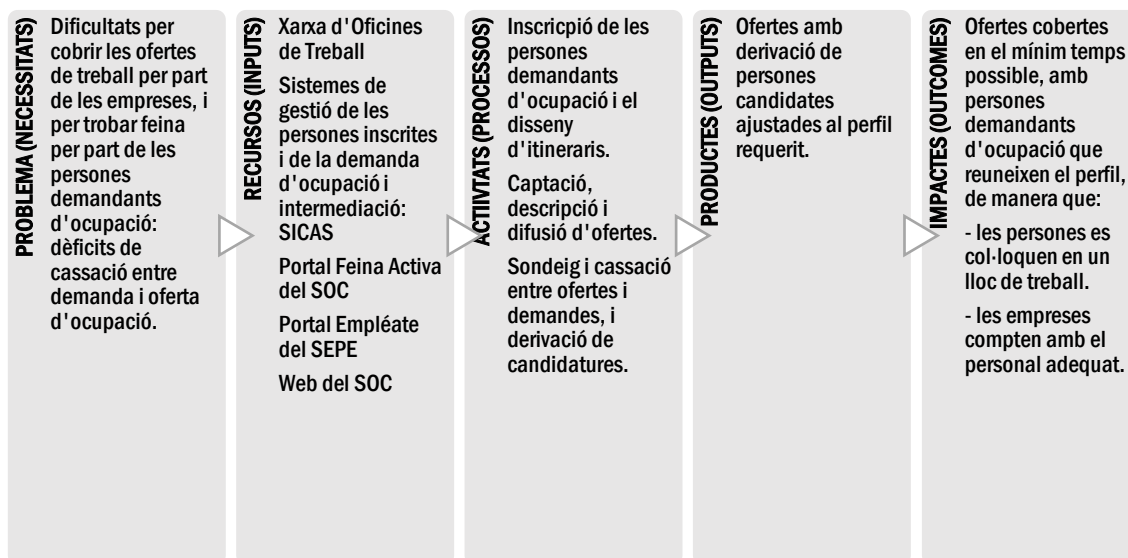 PROBLEMA (NECESSITATS)
Dificultats per
cobrir les ofertes
de treball per part
de les empreses, i
per trobar feina
per part de les
persones
demandants
d'ocupació:
dèficits de
cassació entre
demanda i oferta
d'ocupació.
RECURSOS (INPUTS)
Xarxa d'Oficines
de Treball
Sistemes de
gestió de les
persones inscrites
i de la demanda
d'ocupació i
intermediació:
SICAS
Portal Feina Activa
del SOC
Portal Empléate
del SEPE
Web del SOC
ACTIIVTATS (PROCESSOS)
Inscricpió de les
persones
demandants
d'ocupació i el
disseny
d'itineraris.
Captació,
descripció i
difusió d'ofertes.
Sondeig i cassació
entre ofertes i
demandes, i
derivació de
candidatures.
PRODUCTES (OUTPUTS)
Ofertes amb
derivació de
persones
candidates
ajustades al perfil
requerit.
IMPACTES (OUTCOMES)
Ofertes cobertes
en el mínim temps
possible, amb
persones
demandants
d'ocupació que
reuneixen el perfil,
de manera que:
- les persones es
col·loquen en un
lloc de treball.
- les empreses
compten amb el
personal adequat.